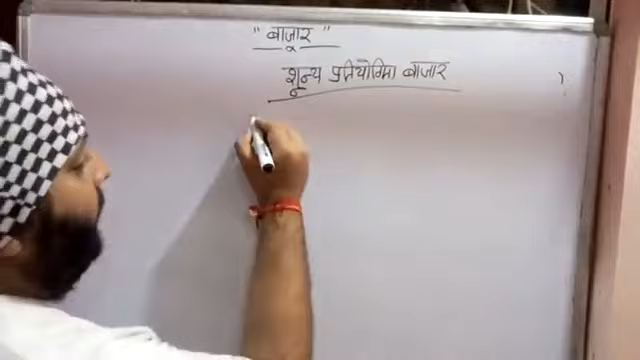 " बाजार "
शून्य प्रतियोगिता बाजार